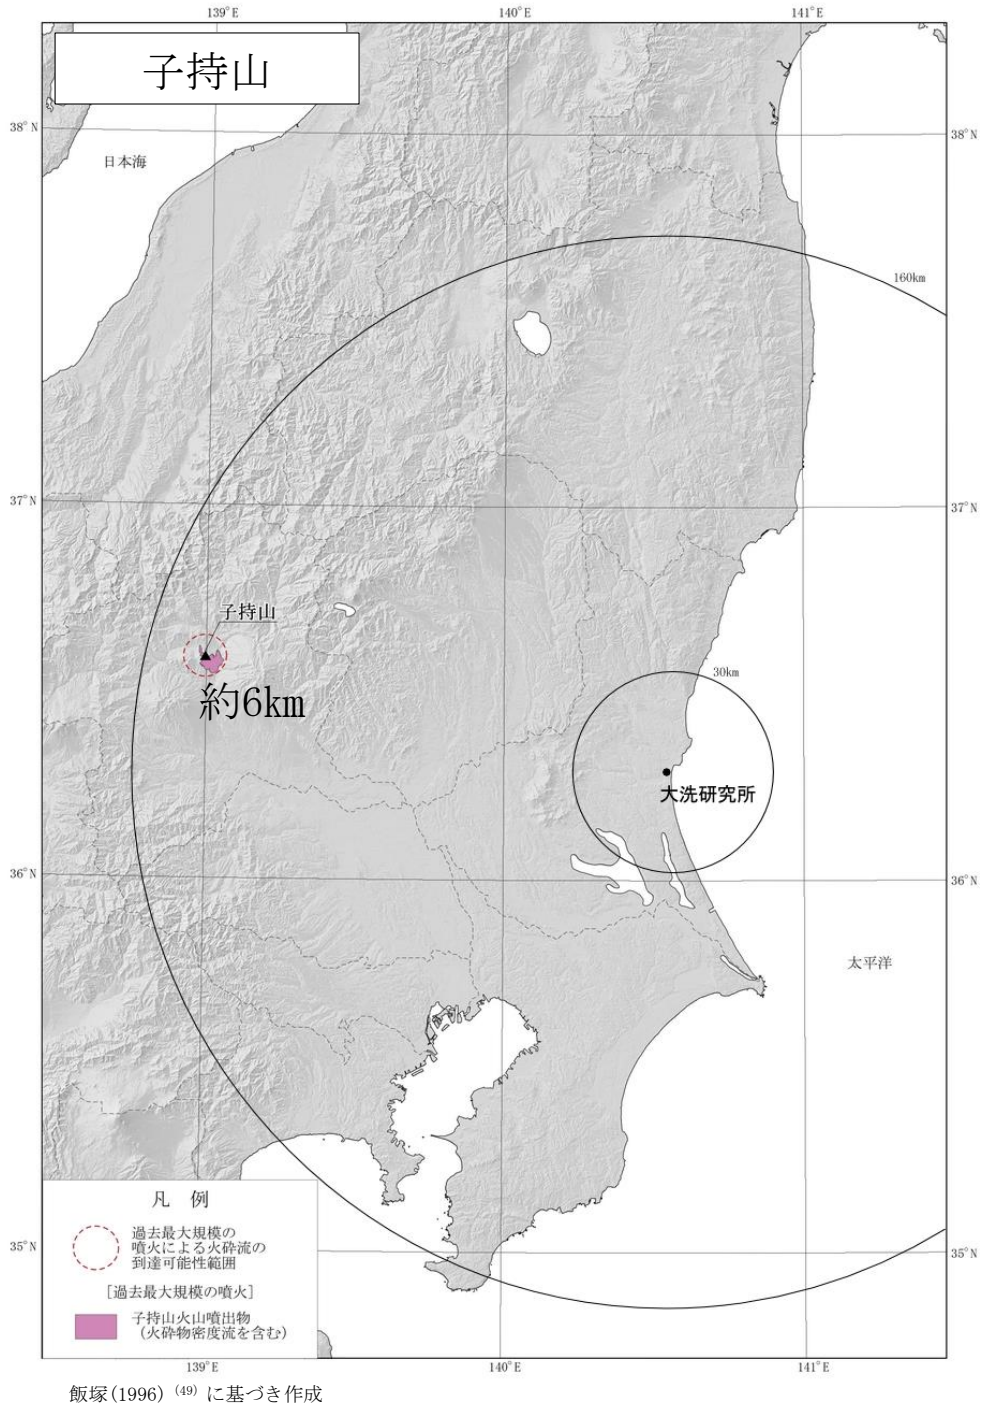 139°E
140°E
141°E
子持山
38°N
38°N
日本海
160km
37°N
37°N
子持山
約6km
30km
大洗研究所
36°N
36°N
太平洋
凡 例
過去最大規模の
噴火による火砕流の
到達可能性範囲
[過去最大規模の噴火]
子持山火山噴出物
(火砕物密度流を含む)
35°N
35°N
139°E
140°E
141°E
飯塚(1996) (49) に基づき作成